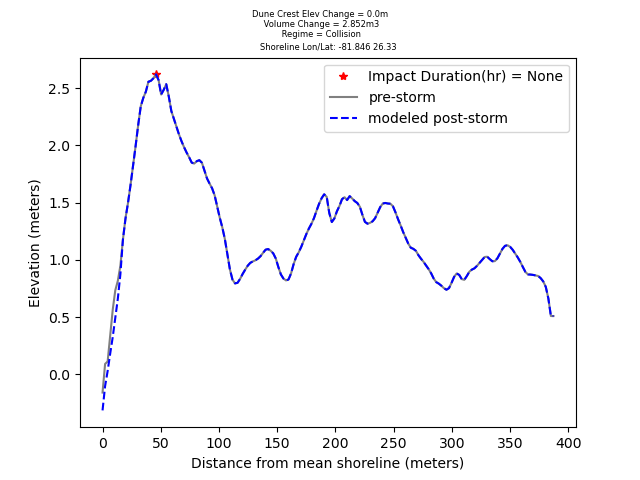 Dune Crest Elev Change = 0.0m
Volume Change = 2.852m3
Regime = Collision
Shoreline Lon/Lat: -81.846 26.33
Impact Duration(hr) = None
pre-storm
modeled post-storm
Elevation (meters)
2.5
2.0
1.5
1.0
0.5
0.0
0 50 100 150 200 250 300 350 400
Distance from mean shoreline (meters)